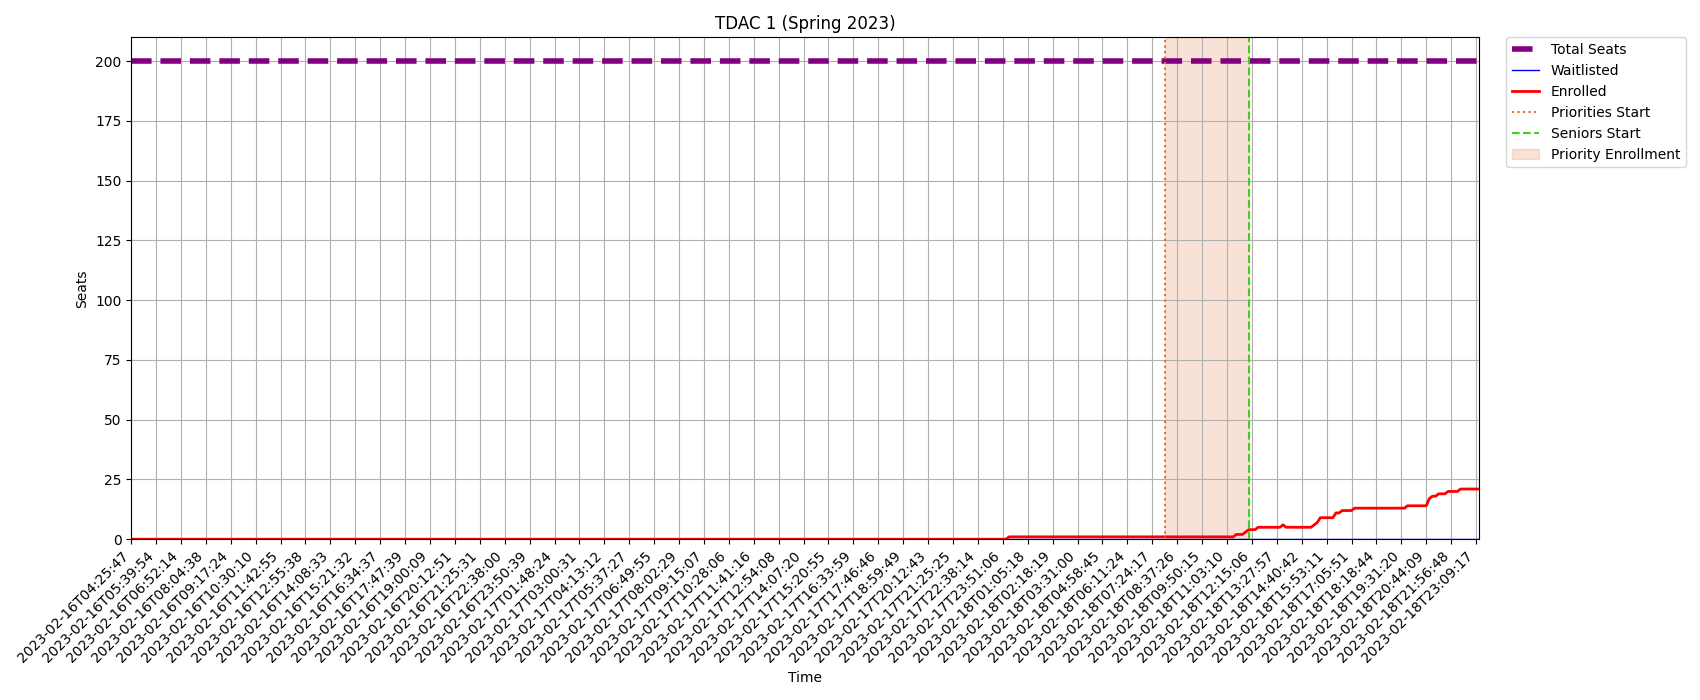 TDAC 1 (Spring 2023)
Total Seats
Waitlisted
Enrolled
Priorities Start
Seniors Start
Priority Enrollment
Seats
200
175
150
125
100
75
50
25
0
2023-02-16T04:25:47
2023-02-16T05:39:54
2023-02-16T06:52:14
2023-02-16T08:04:38
2023-02-16T09:17:24
2023-02-16T10:30:10
2023-02-16T11:42:55
2023-02-16T12:55:38
2023-02-16T14:08:33
2023-02-16T15:21:32
2023-02-16T16:34:37
2023-02-16T17:47:39
2023-02-16T19:00:09
2023-02-16T20:12:51
2023-02-16T21:25:31
2023-02-16T22:38:00
2023-02-16T23:50:39
2023-02-17T01:48:24
2023-02-17T03:00:31
2023-02-17T04:13:12
2023-02-17T05:37:27
2023-02-17T06:49:55
2023-02-17T08:02:29
2023-02-17T09:15:07
2023-02-17T10:28:06
2023-02-17T11:41:16
2023-02-17T12:54:08
2023-02-17T14:07:20
2023-02-17T15:20:55
2023-02-17T16:33:59
2023-02-17T17:46:46
2023-02-17T18:59:49
2023-02-17T20:12:43
2023-02-17T21:25:25
2023-02-17T22:38:14
2023-02-17T23:51:06
2023-02-18T01:05:18
2023-02-18T02:18:19
2023-02-18T03:31:00
2023-02-18T04:58:45
2023-02-18T06:11:24
2023-02-18T07:24:17
2023-02-18T08:37:26
2023-02-18T09:50:15
2023-02-18T11:03:10
2023-02-18T12:15:06
2023-02-18T13:27:57
2023-02-18T14:40:42
2023-02-18T15:53:11
2023-02-18T17:05:51
2023-02-18T18:18:44
2023-02-18T19:31:20
2023-02-18T20:44:09
2023-02-18T21:56:48
2023-02-18T23:09:17
Time